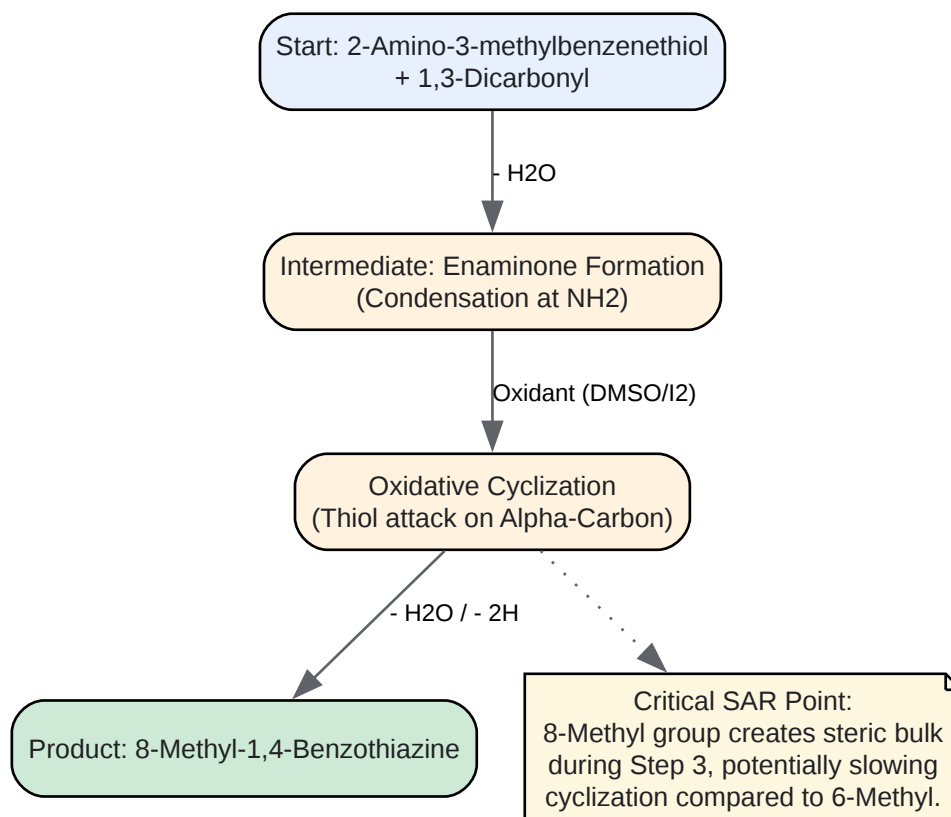 Start: 2-Amino-3-methylbenzenethiol
+ 1,3-Dicarbonyl
- H2O
Intermediate: Enaminone Formation
(Condensation at NH2)
Oxidant (DMSO/I2)
Oxidative Cyclization
(Thiol attack on Alpha-Carbon)
- H2O / - 2H
Product: 8-Methyl-1,4-Benzothiazine
Critical SAR Point:
8-Methyl group creates steric bulk
during Step 3, potentially slowing
cyclization compared to 6-Methyl.